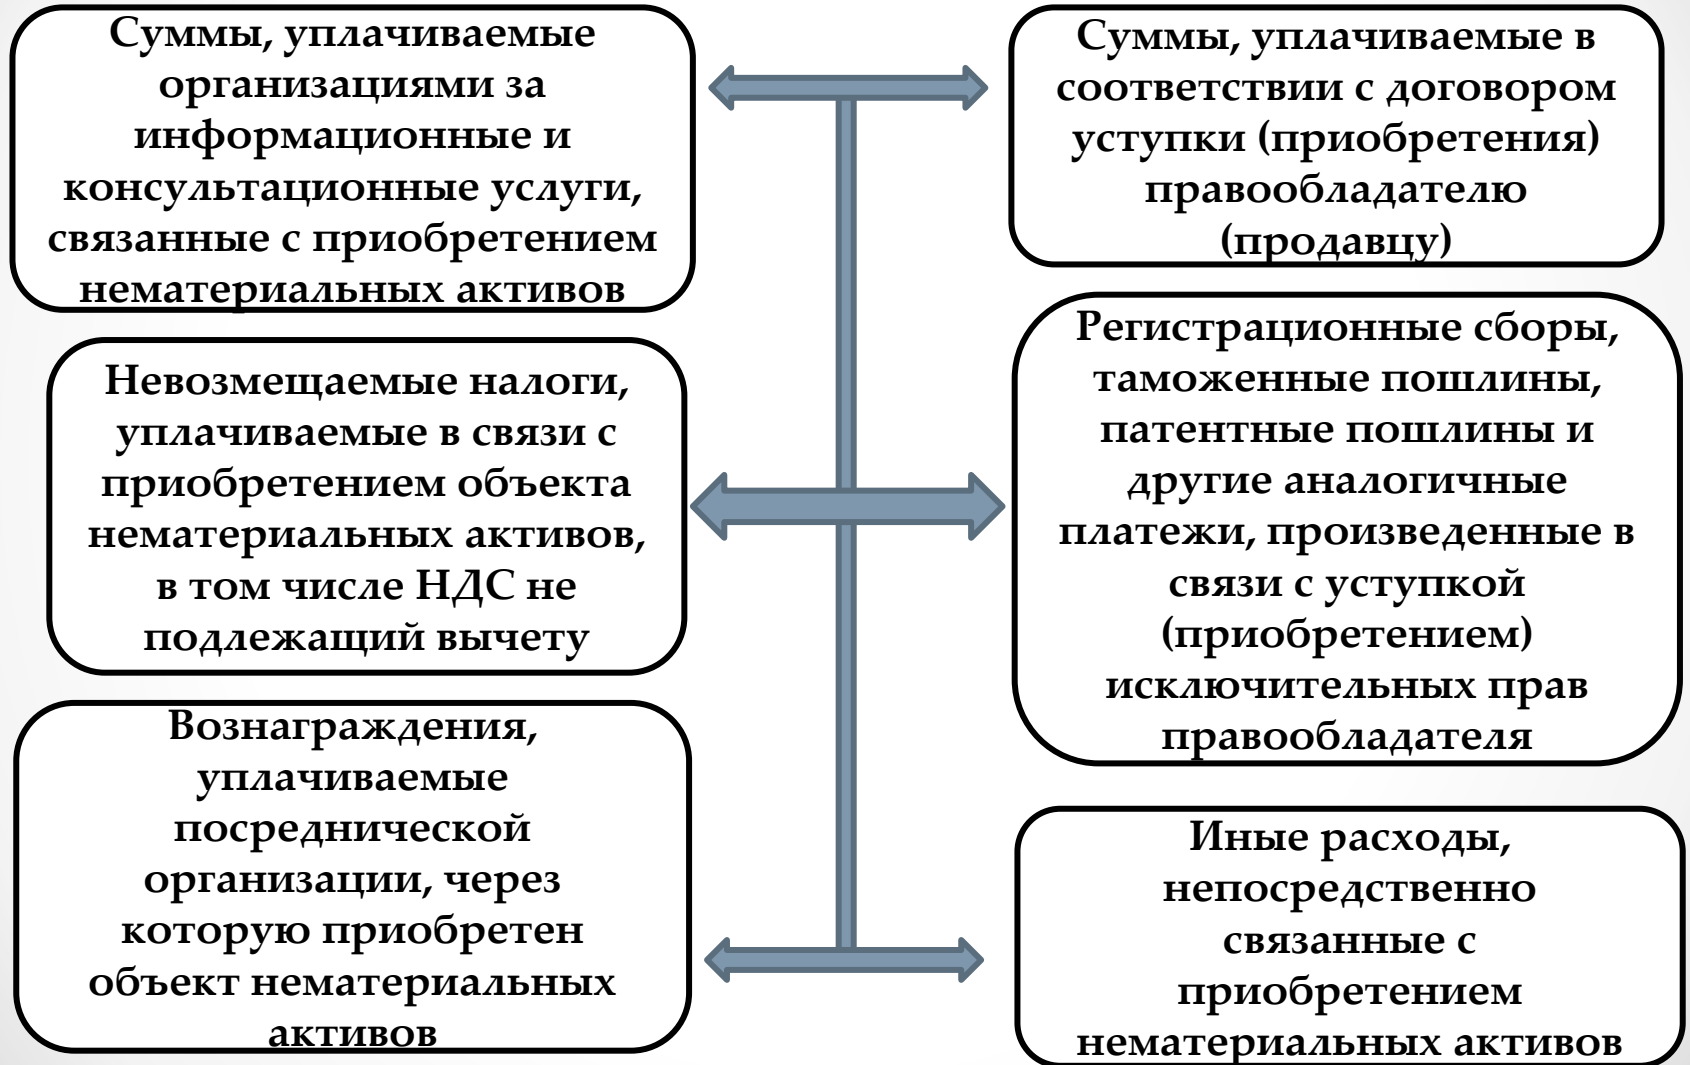 Суммы, уплачиваемые
организациями за
информационные и
консультационные услуги,
связанные с приобретением
нематериальных активов
Суммы, уплачиваемые в
соответствии с договором
уступки (приобретения)
правообладателю
(продавцу)
Невозмещаемые налоги,
уплачиваемые в связи с
приобретением объекта
нематериальных активов,
в том числе НДС не
подлежащий вычету
Регистрационные сборы,
таможенные пошлины,
патентные пошлины и
другие аналогичные
платежи, произведенные в
связи с уступкой
(приобретением)
исключительных прав
правообладателя
Вознаграждения,
уплачиваемые
посреднической
организации, через
которую приобретен
объект нематериальных
активов
Иные расходы,
непосредственно
связанные с
приобретением
нематериальных активов